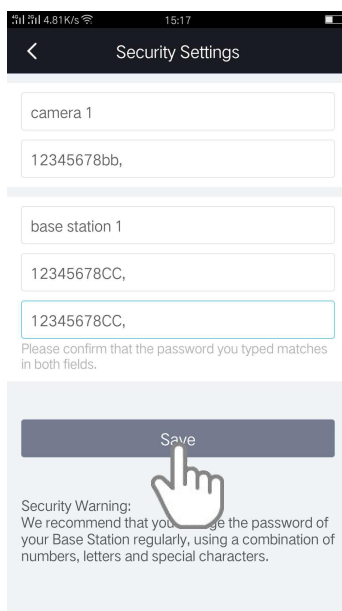 4.81K/s 15:17
Security Settings
camera 1
12345678bb,
base station 1
12345678CC,
12345678CC,
Please confirm that the password you typed matches
in both fields.
Save
Security Warning:
We recommend that you ge the password of
your Base Station regularly, using a combination of
numbers, letters and special characters.